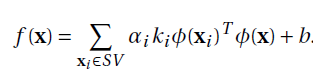 f(x) = ∑ α_i k_i ϕ(x_i)^T ϕ(x) + b.
x_i∈SV